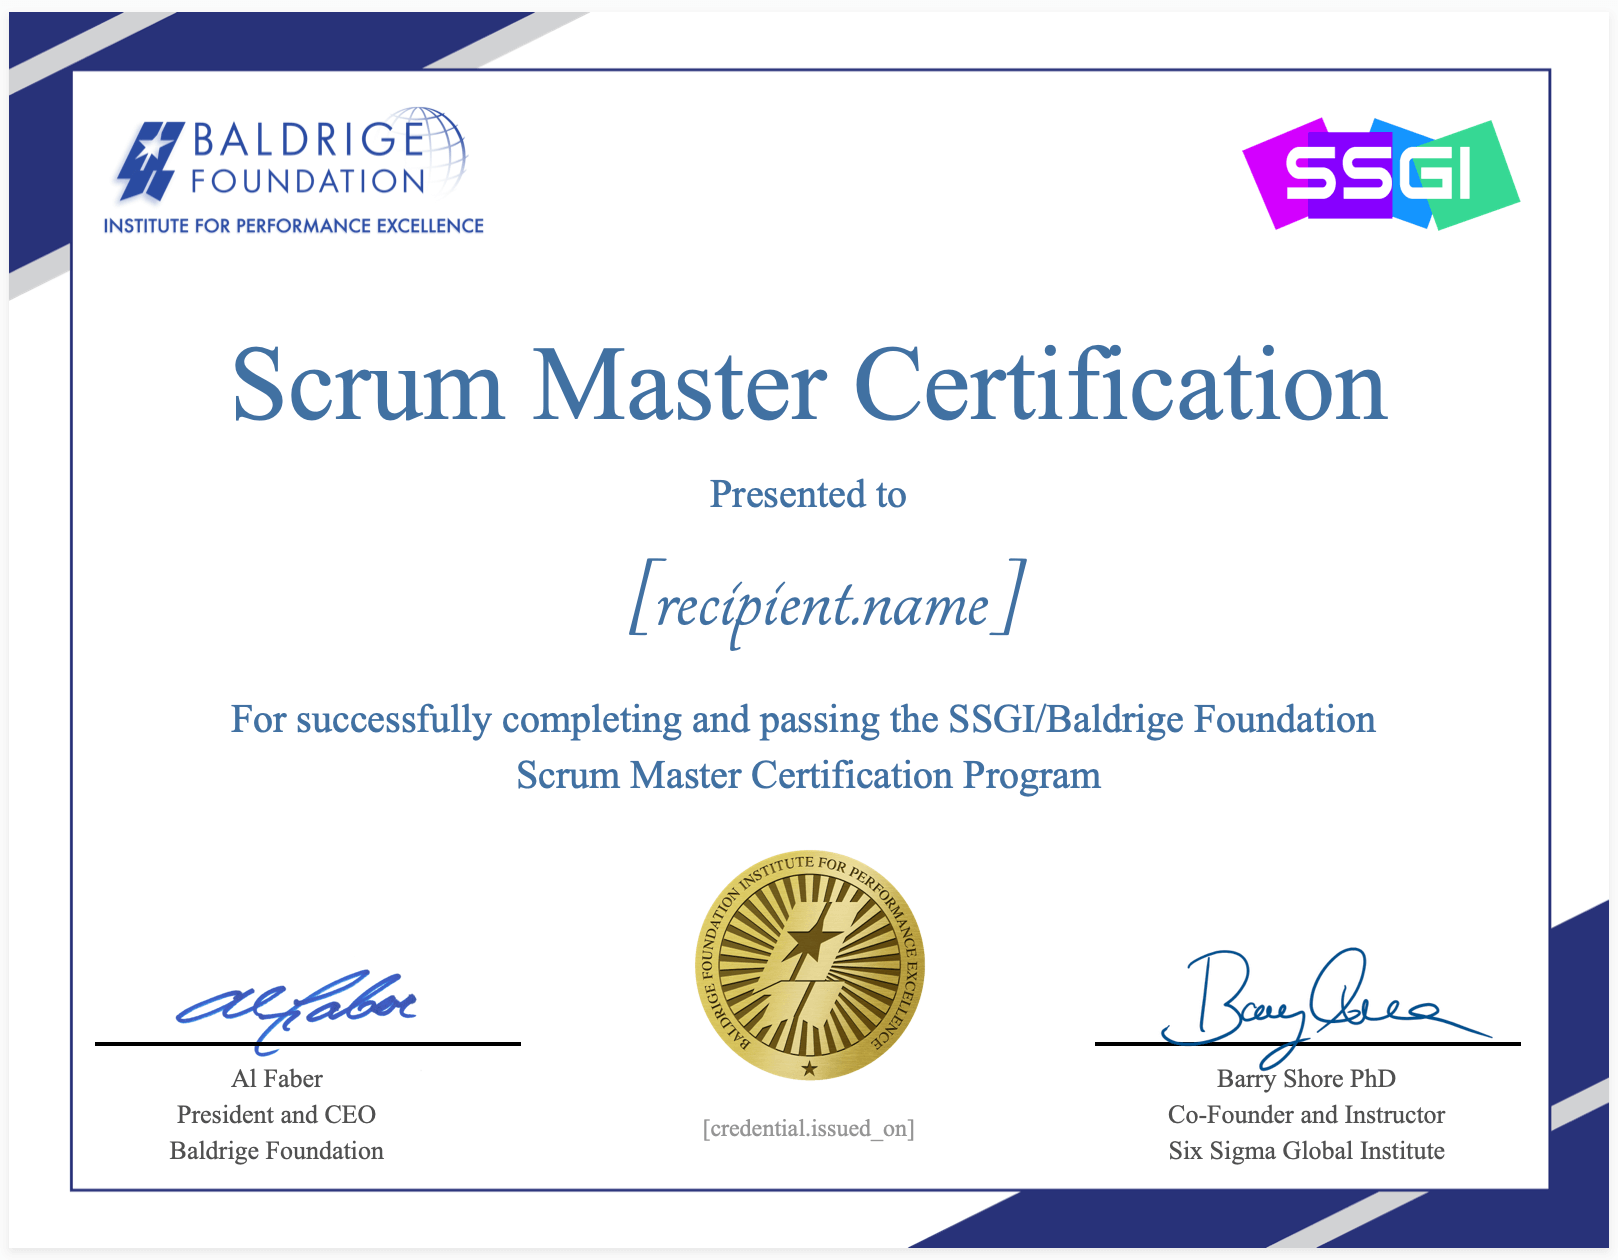 BALDRIGE
FOUNDATION
INSTITUTE FOR PERFORMANCE EXCELLENCE
SSGI
Scrum Master Certification
Presented to
[recipient.name]
For successfully completing and passing the SSGI/Baldrige Foundation
Scrum Master Certification Program
BALDRIGE FOUNDATION INSTITUTE FOR PERFORMANCE EXCELLENCE
Al Faber
Barry Shore
Al Faber
President and CEO
Baldrige Foundation
[credential.issued_on]
Barry Shore PhD
Co-Founder and Instructor
Six Sigma Global Institute